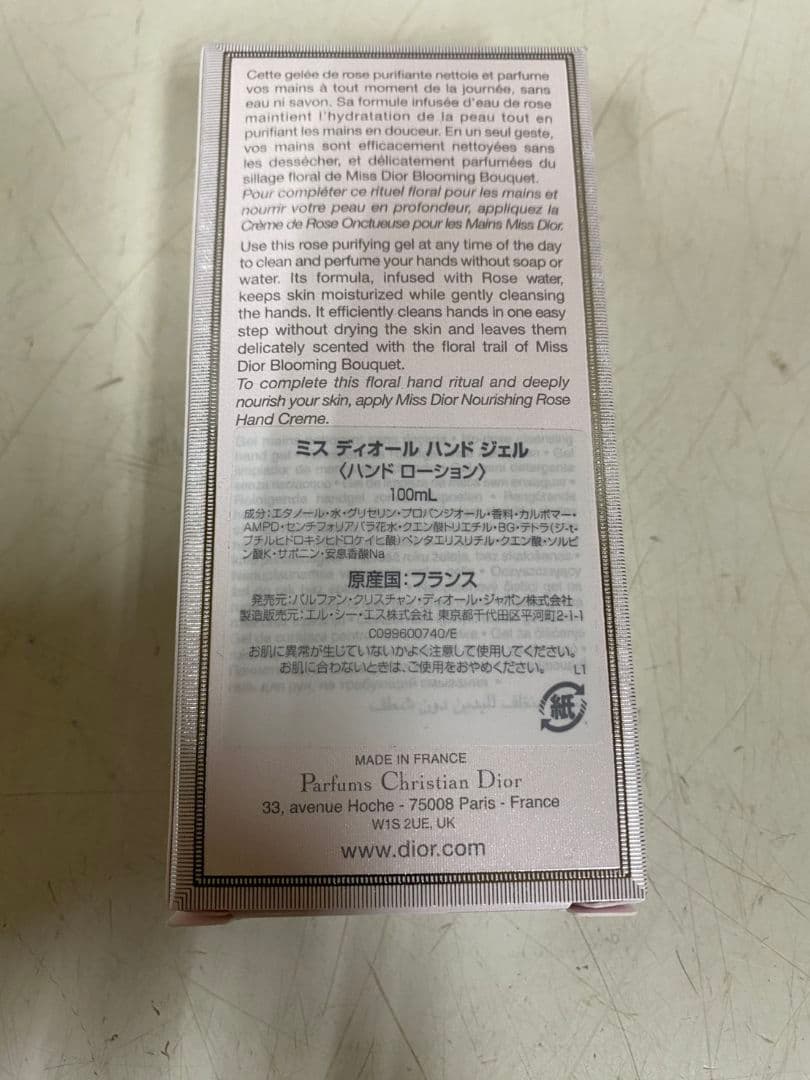 Cette gelée de rose purifiante nettoie et parfume
vos mains à tout moment de la journée, sans
eau ni savon. Sa formule infusée d'eau de rose
maintient l'hydratation de la peau tout en
purifiant les mains en douceur. En un seul geste,
vos mains sont efficacement nettoyées sans
les dessécher, et délicatement parfumées du
sillage floral de Miss Dior Blooming Bouquet.
Pour compléter ce rituel floral pour les mains et
nourrir votre peau en profondeur, appliquez la
Crème de Rose Onctueuse pour les Mains Miss Dior.
Use this rose purifying gel at any time of the day
to clean and perfume your hands without soap or
water. Its formula, infused with Rose water,
keeps skin moisturized while gently cleansing
the hands. It efficiently cleans hands in one easy
step without drying the skin and leaves them
delicately scented with the floral trail of Miss
Dior Blooming Bouquet.
To complete this floral hand ritual and deeply
nourish your skin, apply Miss Dior Nourishing Rose
Hand Creme.
ミス ディオール ハンド ジェル
〈ハンド ローション〉
100mL
成分:エタノール・水・グリセリン・プロパンジオール・香料・カルボマー・
AMPD・センチフォリアバラ花水・クエン酸トリエチル・BG・テトラ(ジ-t-
ブチルヒドロキシヒドロケイヒ酸)ペンタエリスリチル・クエン酸・ソルビ
ン酸K・サポニン・安息香酸Na
原産国:フランス
発売元:パルファン・クリスチャン・ディオール・ジャポン株式会社
製造販売元:エル・シー・エス株式会社 東京都千代田区平河町2-1-1
C099600740/E
お肌に異常が生じていないかよく注意して使用してください。
お肌に合わないときは、ご使用をおやめください。 L1
紙
MADE IN FRANCE
Parfums Christian Dior
33, avenue Hoche - 75008 Paris - France
W1S 2UE, UK
www.dior.com